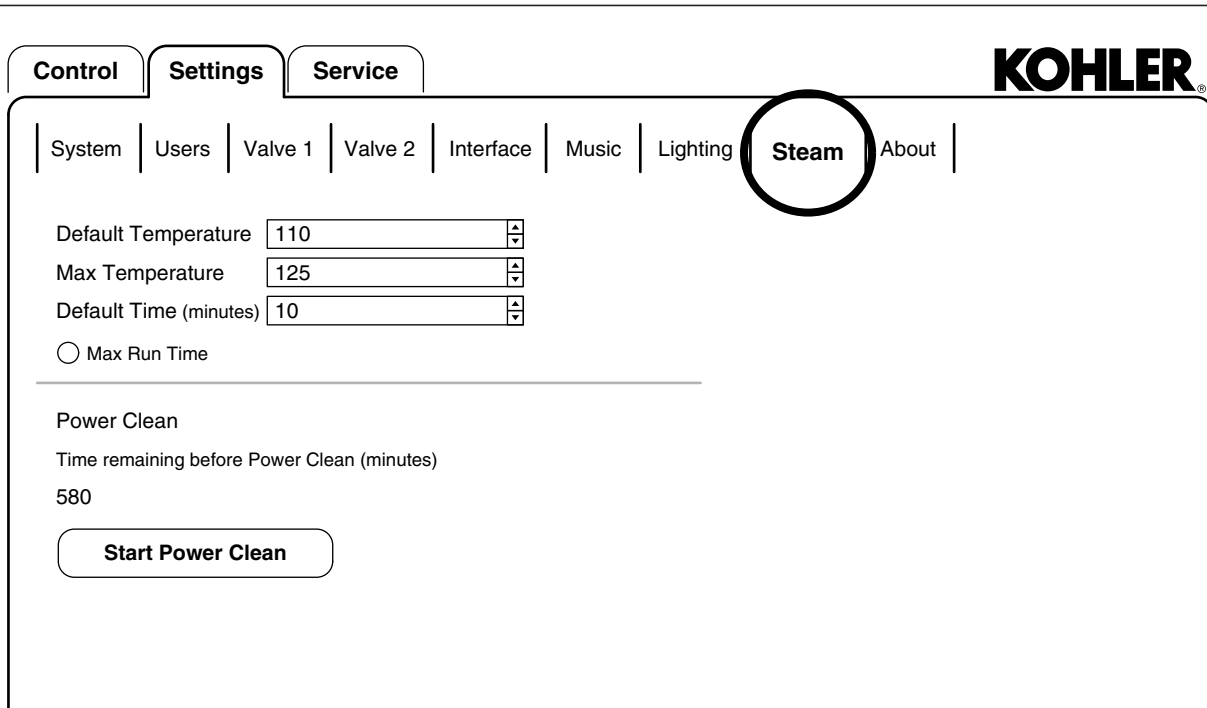 Control Settings Service KOHLER®
System Users Valve 1 Valve 2 Interface Music Lighting Steam About
Default Temperature 110
Max Temperature 125
Default Time (minutes) 10
Max Run Time
Power Clean
Time remaining before Power Clean (minutes)
580
Start Power Clean